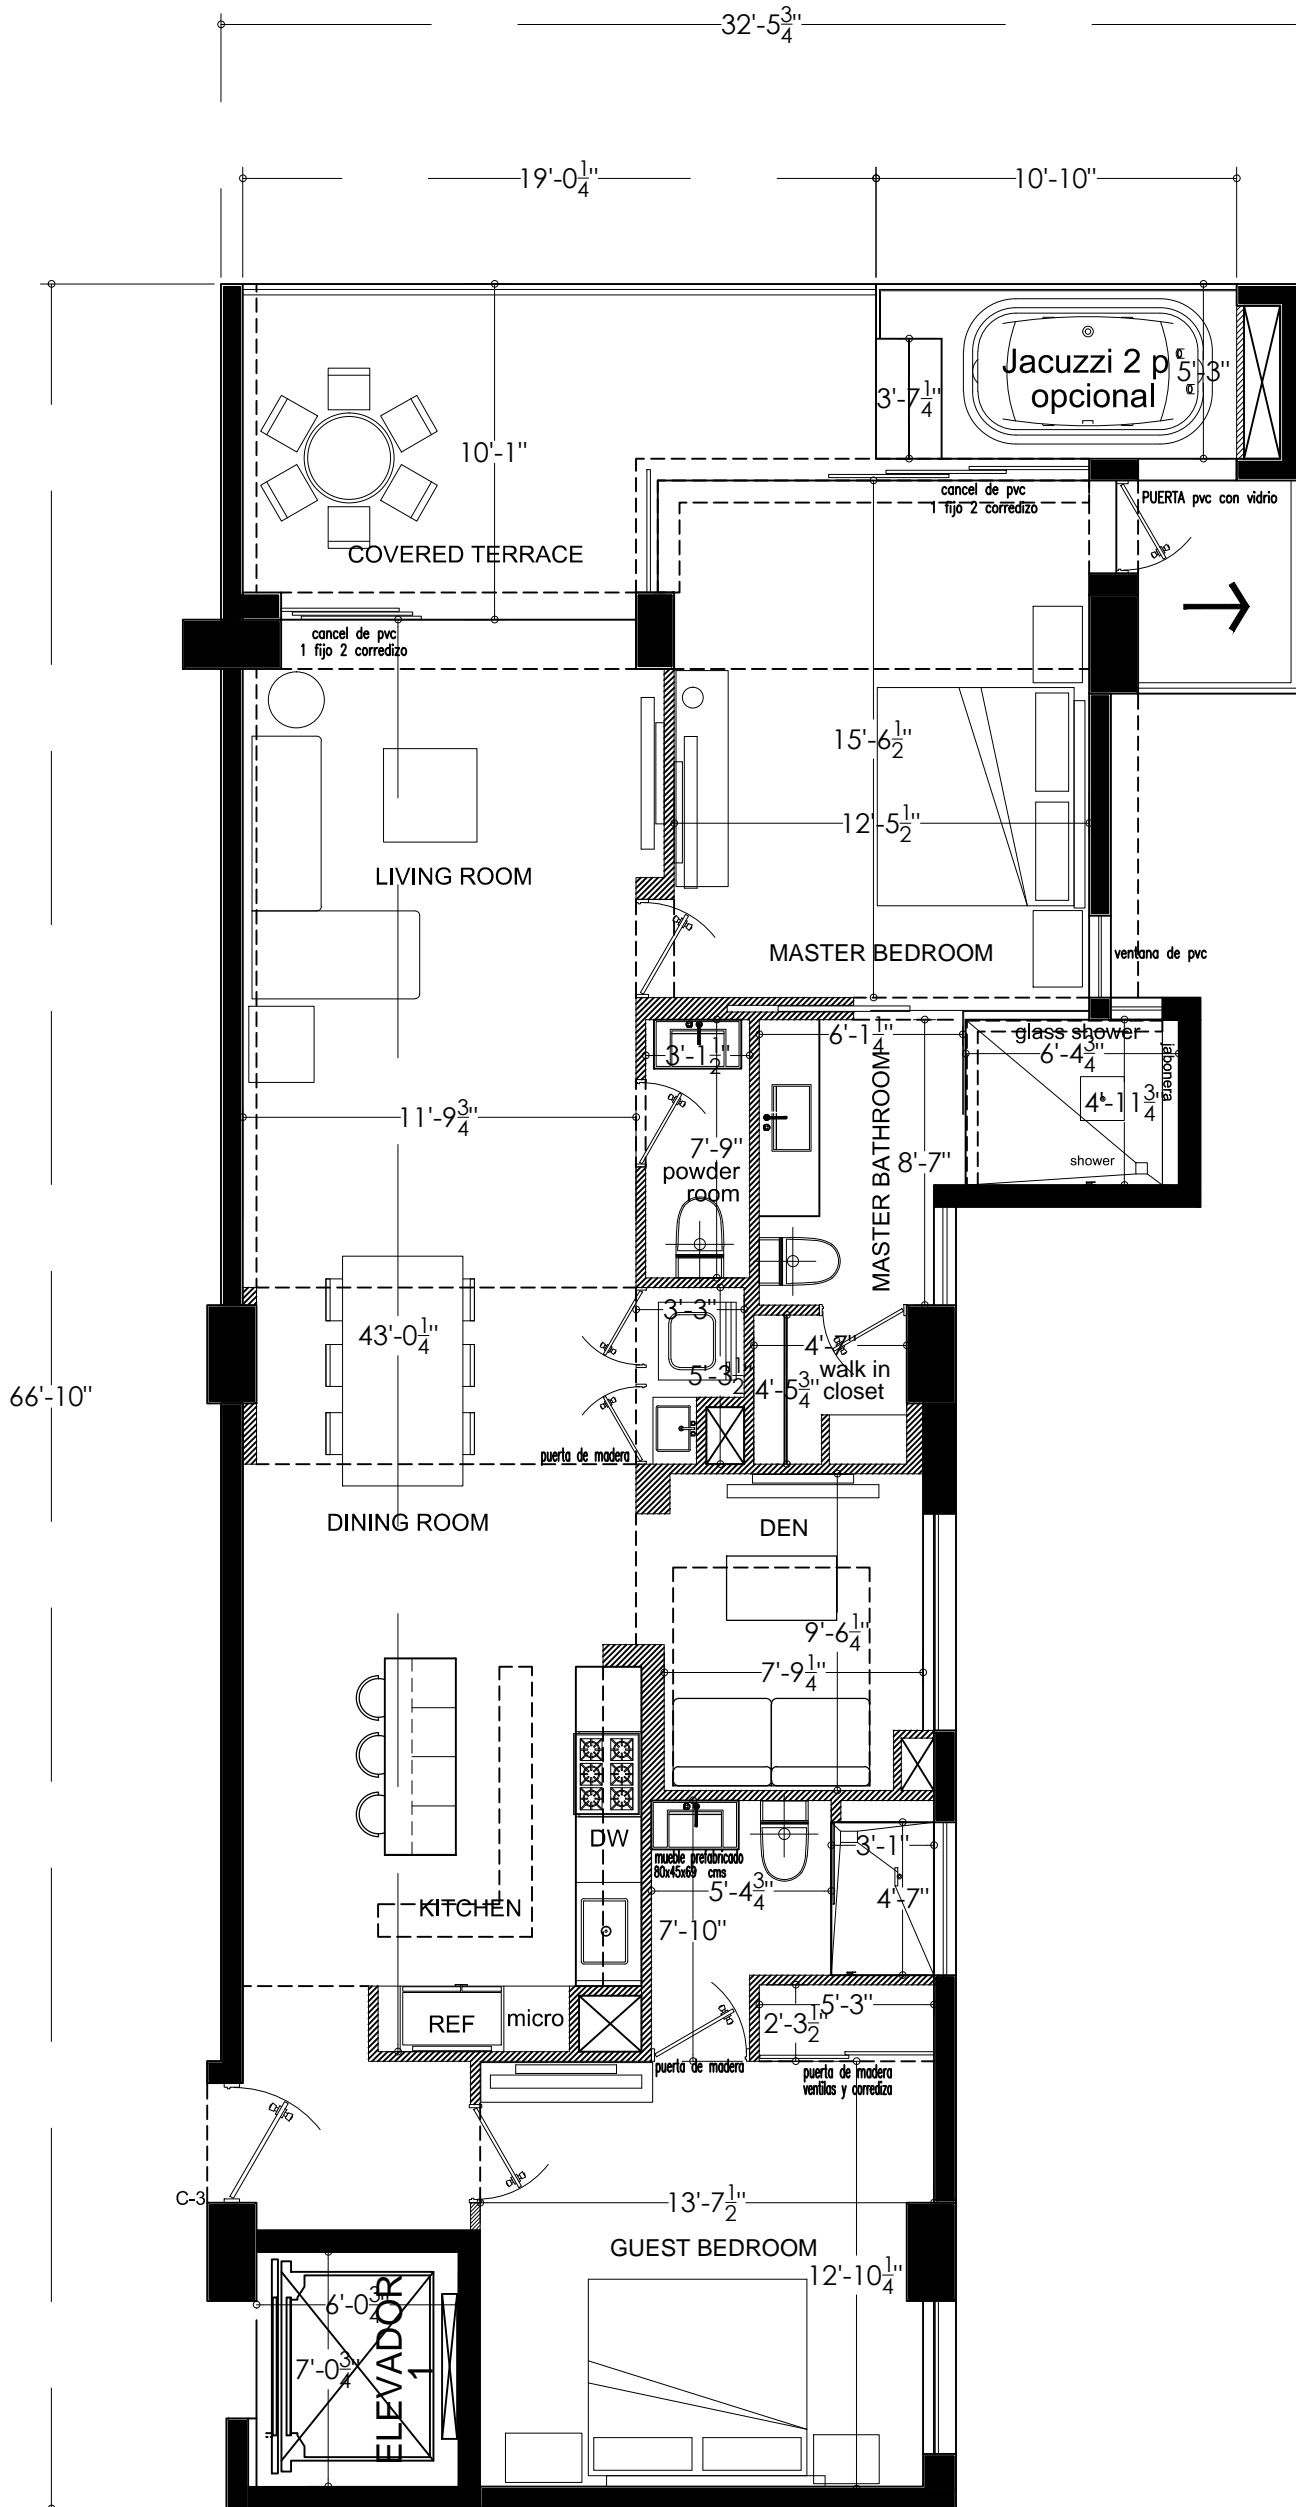 32'-5 3/4"
19'-0 1/4"
10'-10"
Jacuzzi 2 p
opcional
5'-3"
3'-7 1/4"
10'-1"
COVERED TERRACE
cancel de pvc
1 fijo 2 corredizo
PUERTA pvc con vidrio
cancel de pvc
1 fijo 2 corredizo
15'-6 1/2"
12'-5 1/2"
LIVING ROOM
MASTER BEDROOM
ventana de pvc
glass shower
6'-4 3/4"
jabonera
4'-11 3/4"
shower
6'-1 1/4"
3'-1 1/2"
11'-9 3/4"
7'-9"
powder
room
MASTER BATHROOM
8'-7"
43'-0 1/4"
66'-10"
3'-3"
5'-3 1/2"
4'-7"
walk in
closet
4'-5 3/4"
puerta de madera
DINING ROOM
DEN
9'-6 1/4"
7'-9 1/4"
DW
mueble prefabricado
80x45x69 cms
3'-1"
4'-7"
5'-4 3/4"
7'-10"
KITCHEN
REF
micro
5'-3"
2'-3 1/2"
puerta de madera
puerta de madera
ventilas y corrediza
C-3
13'-7 1/2"
GUEST BEDROOM
12'-10 1/4"
6'-0 3/4"
7'-0 3/4"
ELEVADOR
1